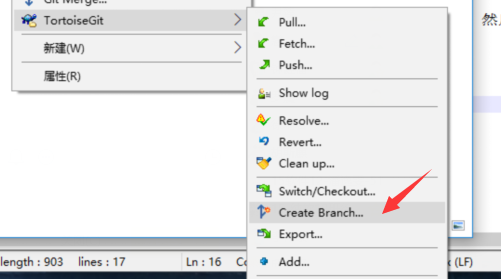 Git Merge...
TortoiseGit
新建(W)
属性(R)
Pull...
Fetch...
Push...
Show log
Resolve...
Revert...
Clean up...
Switch/Checkout...
Create Branch...
Export...
Add...
然
length : 903 lines : 17 Ln : 16 (LF)